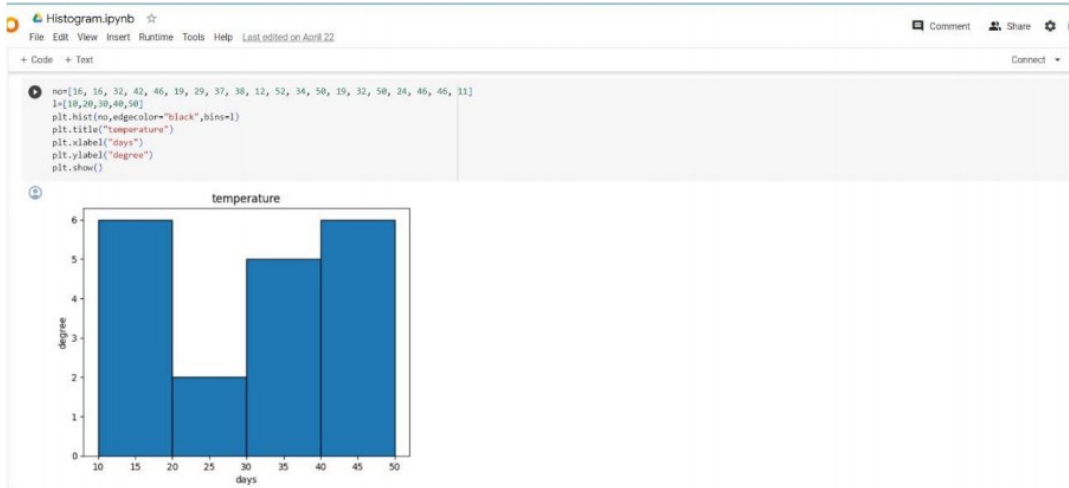 Histogram.ipynb
File Edit View Insert Runtime Tools Help Last edited on April 22
Comment Share
+ Code + Text
Connect
no=[16, 16, 32, 42, 46, 19, 29, 37, 38, 12, 52, 34, 50, 19, 32, 50, 24, 46, 46, 11]
l=[10,20,30,40,50]
plt.hist(no,edgecolor="black",bins=l)
plt.title("temperature")
plt.xlabel("days")
plt.ylabel("degree")
plt.show()
temperature
6
5
4
3
2
1
0
degree
10 15 20 25 30 35 40 45 50
days